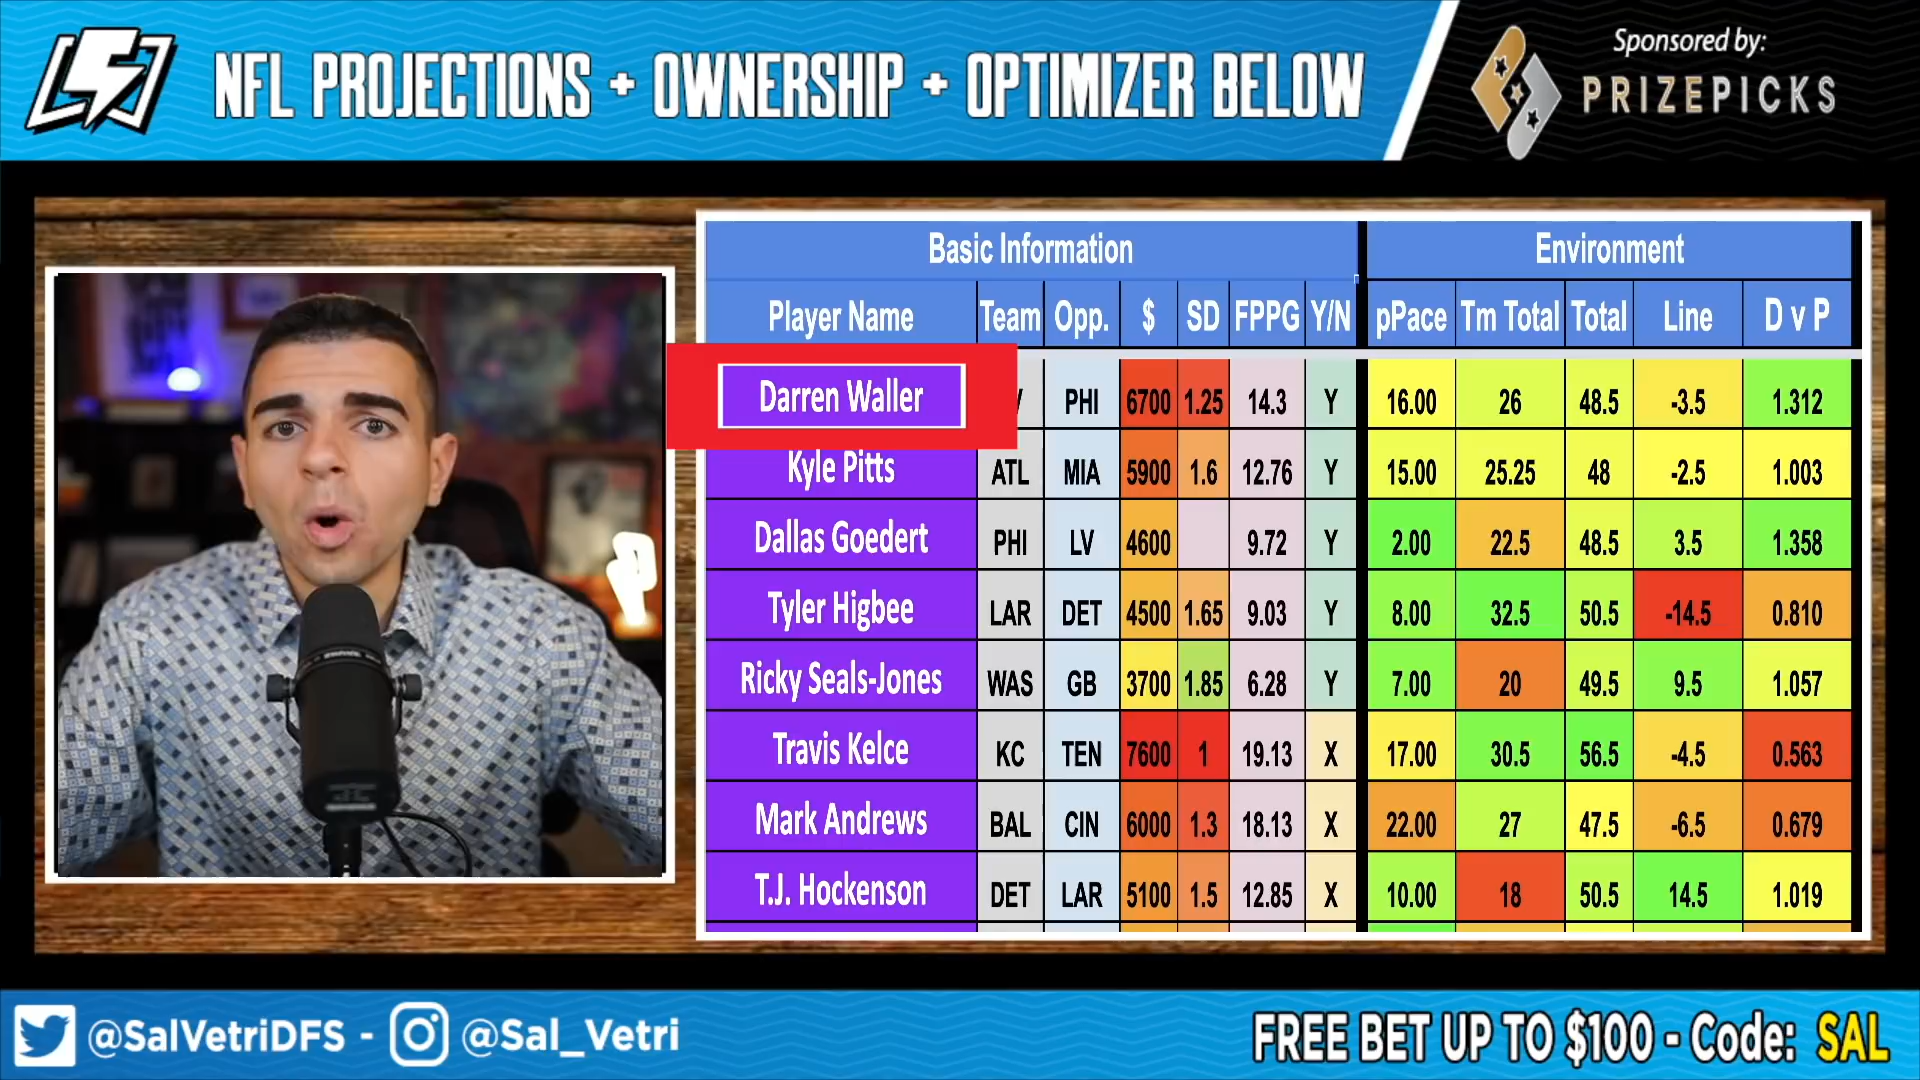 NFL PROJECTIONS + OWNERSHIP + OPTIMIZER BELOW
Sponsored by:
PRIZEPICKS
Basic Information Environment
Player Name Team Opp. $ SD FPPG Y/N pPace Tm Total Total Line D v P
Darren Waller PHI 6700 1.25 14.3 Y 16.00 26 48.5 -3.5 1.312
Kyle Pitts ATL MIA 5900 1.6 12.76 Y 15.00 25.25 48 -2.5 1.003
Dallas Goedert PHI LV 4600 9.72 Y 2.00 22.5 48.5 3.5 1.358
Tyler Higbee LAR DET 4500 1.65 9.03 Y 8.00 32.5 50.5 -14.5 0.810
Ricky Seals-Jones WAS GB 3700 1.85 6.28 Y 7.00 20 49.5 9.5 1.057
Travis Kelce KC TEN 7600 1 19.13 X 17.00 30.5 56.5 -4.5 0.563
Mark Andrews BAL CIN 6000 1.3 18.13 X 22.00 27 47.5 -6.5 0.679
T.J. Hockenson DET LAR 5100 1.5 12.85 X 10.00 18 50.5 14.5 1.019
@SalVetriDFS - @Sal_Vetri
FREE BET UP TO $100 - Code: SAL